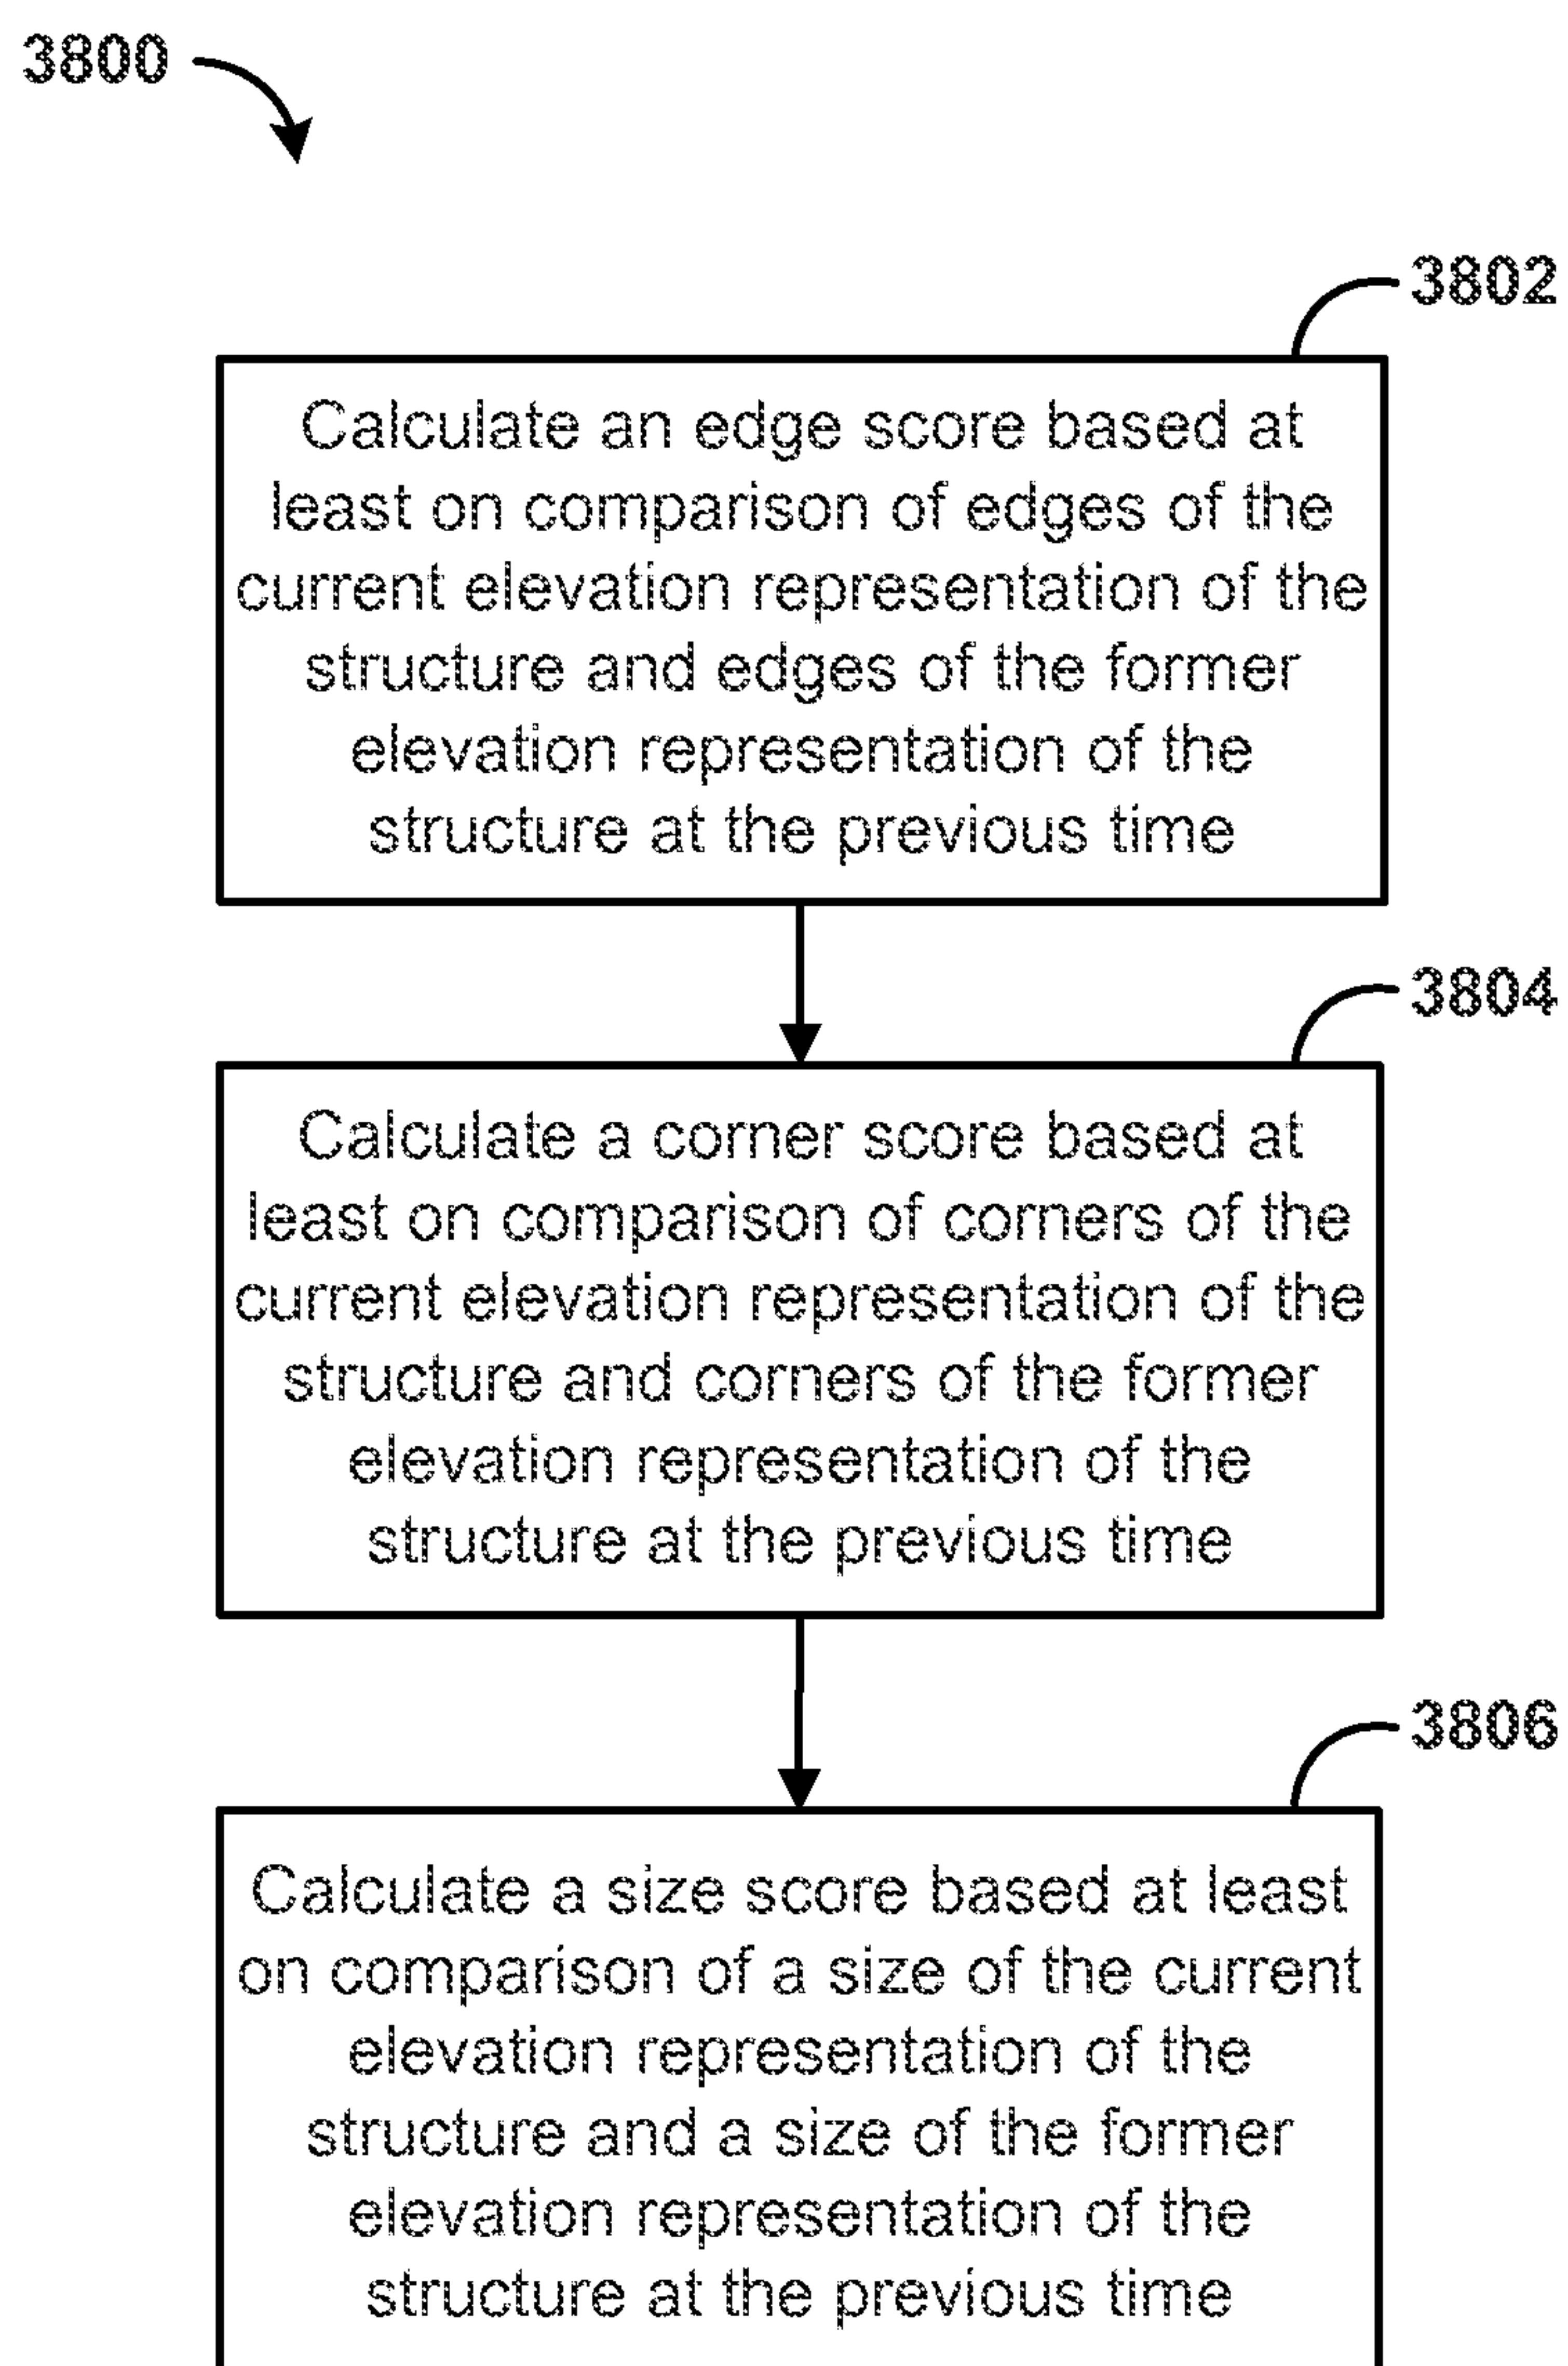 3800
3802
Calculate an edge score based at
least on comparison of edges of the
current elevation representation of the
structure and edges of the former
elevation representation of the
structure at the previous time
3804
Calculate a corner score based at
least on comparison of corners of the
current elevation representation of the
structure and corners of the former
elevation representation of the
structure at the previous time
3806
Calculate a size score based at least
on comparison of a size of the current
elevation representation of the
structure and a size of the former
elevation representation of the
structure at the previous time